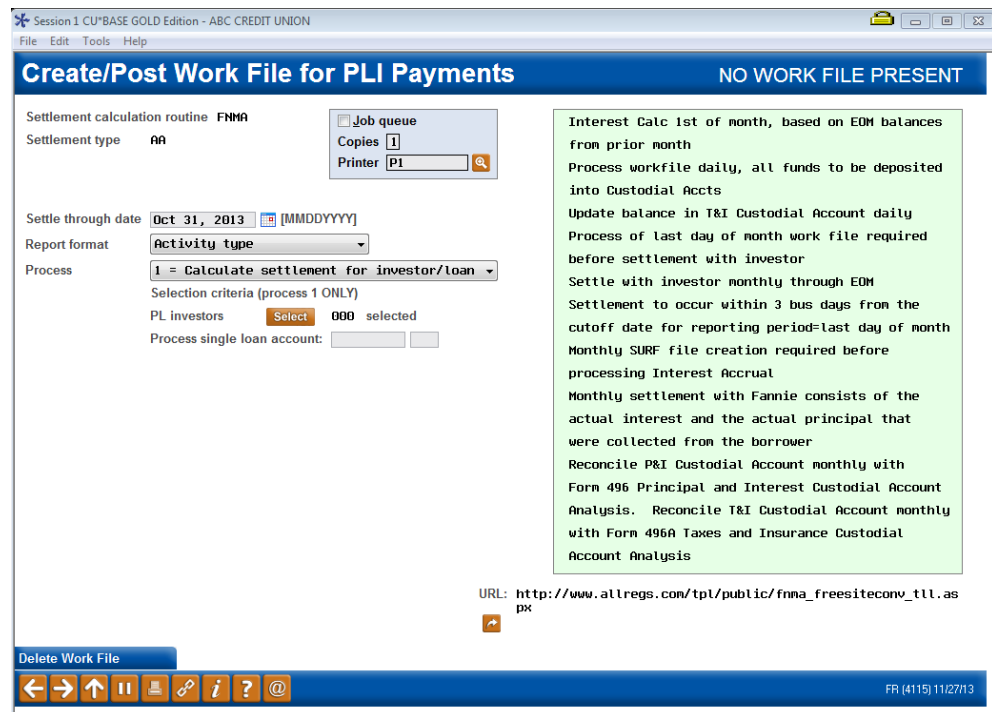 Session 1 CU*BASE GOLD Edition - ABC CREDIT UNION
File Edit Tools Help
Create/Post Work File for PLI Payments
NO WORK FILE PRESENT
Settlement calculation routine FNMA
Settlement type AA
Job queue
Copies 1
Printer P1
Settle through date Oct 31, 2013 [MMDDYYYY]
Report format Activity type
Process 1 = Calculate settlement for investor/loan
Selection criteria (process 1 ONLY)
PL investors Select 000 selected
Process single loan account:
Interest Calc 1st of month, based on EOM balances
from prior month
Process workfile daily, all funds to be deposited
into Custodial Accts
Update balance in T&I Custodial Account daily
Process of last day of month work file required
before settlement with investor
Settle with investor monthly through EOM
Settlement to occur within 3 bus days from the
cutoff date for reporting period=last day of month
Monthly SURF file creation required before
processing Interest Accrual
Monthly settlement with Fannie consists of the
actual interest and the actual principal that
were collected from the borrower
Reconcile P&I Custodial Account monthly with
Form 496 Principal and Interest Custodial Account
Analysis. Reconcile T&I Custodial Account monthly
with Form 496A Taxes and Insurance Custodial
Account Analysis
URL: http://www.allregs.com/tpl/public/fnma_freesiteconv_tll.as
px
Delete Work File
FR (4115) 11/27/13